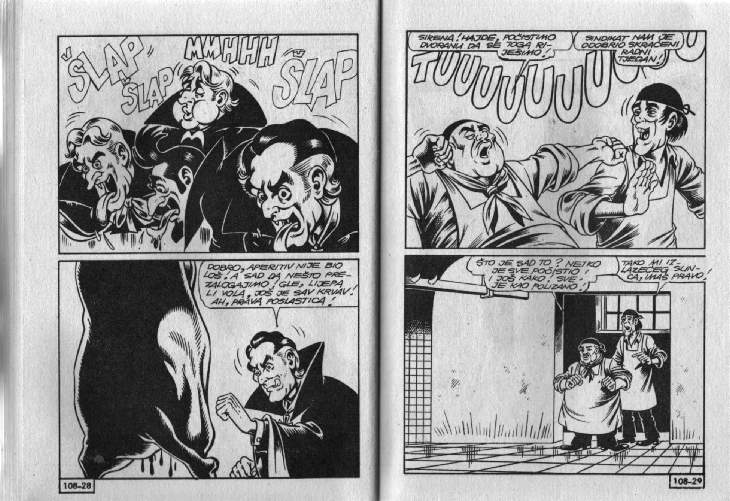 ŠLAP
ŠLAP
MMHHH
ŠLAP
DOBRO, APERITIV NIJE BIO
LOŠ! A SAD DA NEŠTO PRE-
ZALOGAJIMO! GLE, LIJEPA
LI VOLA, JOŠ JE SAV KRVAV!
AH, PRAVA POSLASTICA!
108-28
SIRENA! HAJDE, POČISTIMO
DVORANU DA SE TOGA RI-
JEŠIMO!
SINDIKAT NAM JE
ODOBRIO SKRAĆENI
RADNI
TJEDAN!
TUUUUUUUUUU
ŠTO JE SAD TO? NETKO
JE SVE POČISTIO!
JOŠ KAKO! SVE
JE KAO POLIZANO!
TAKO MI IZ-
LAZEĆEG SUN-
CA, IMAŠ PRAVO!
108-29